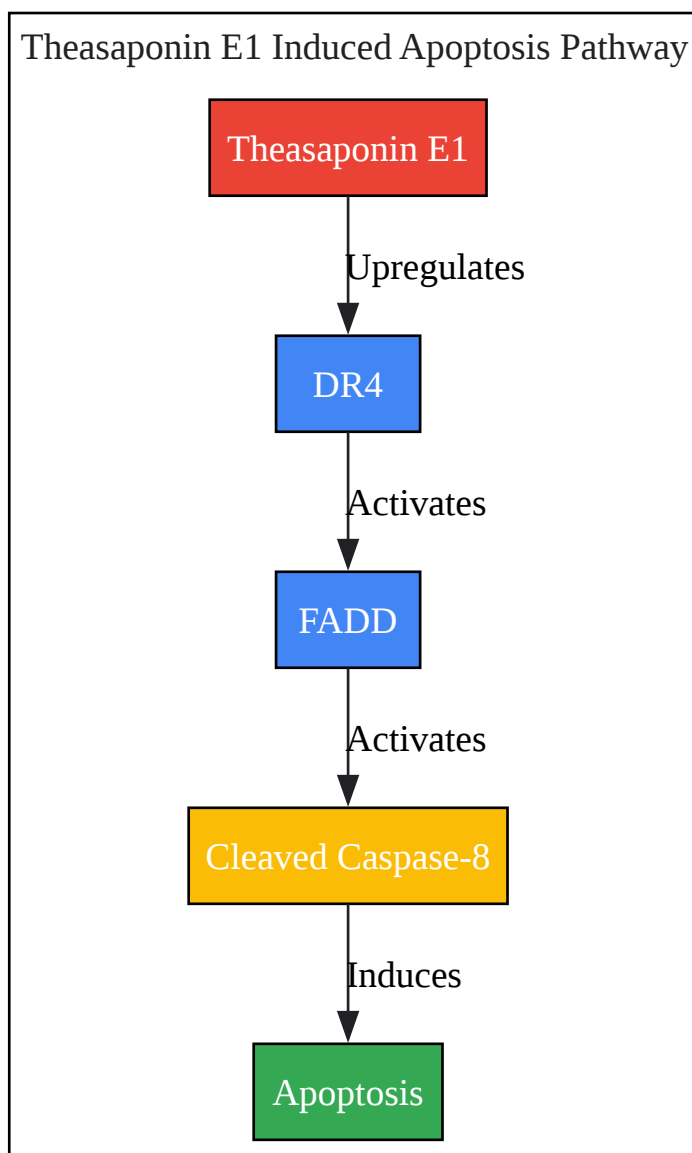 Theasaponin E1 Induced Apoptosis Pathway
Theasaponin E1
Upregulates
DR4
Activates
FADD
Activates
Cleaved Caspase-8
Induces
Apoptosis